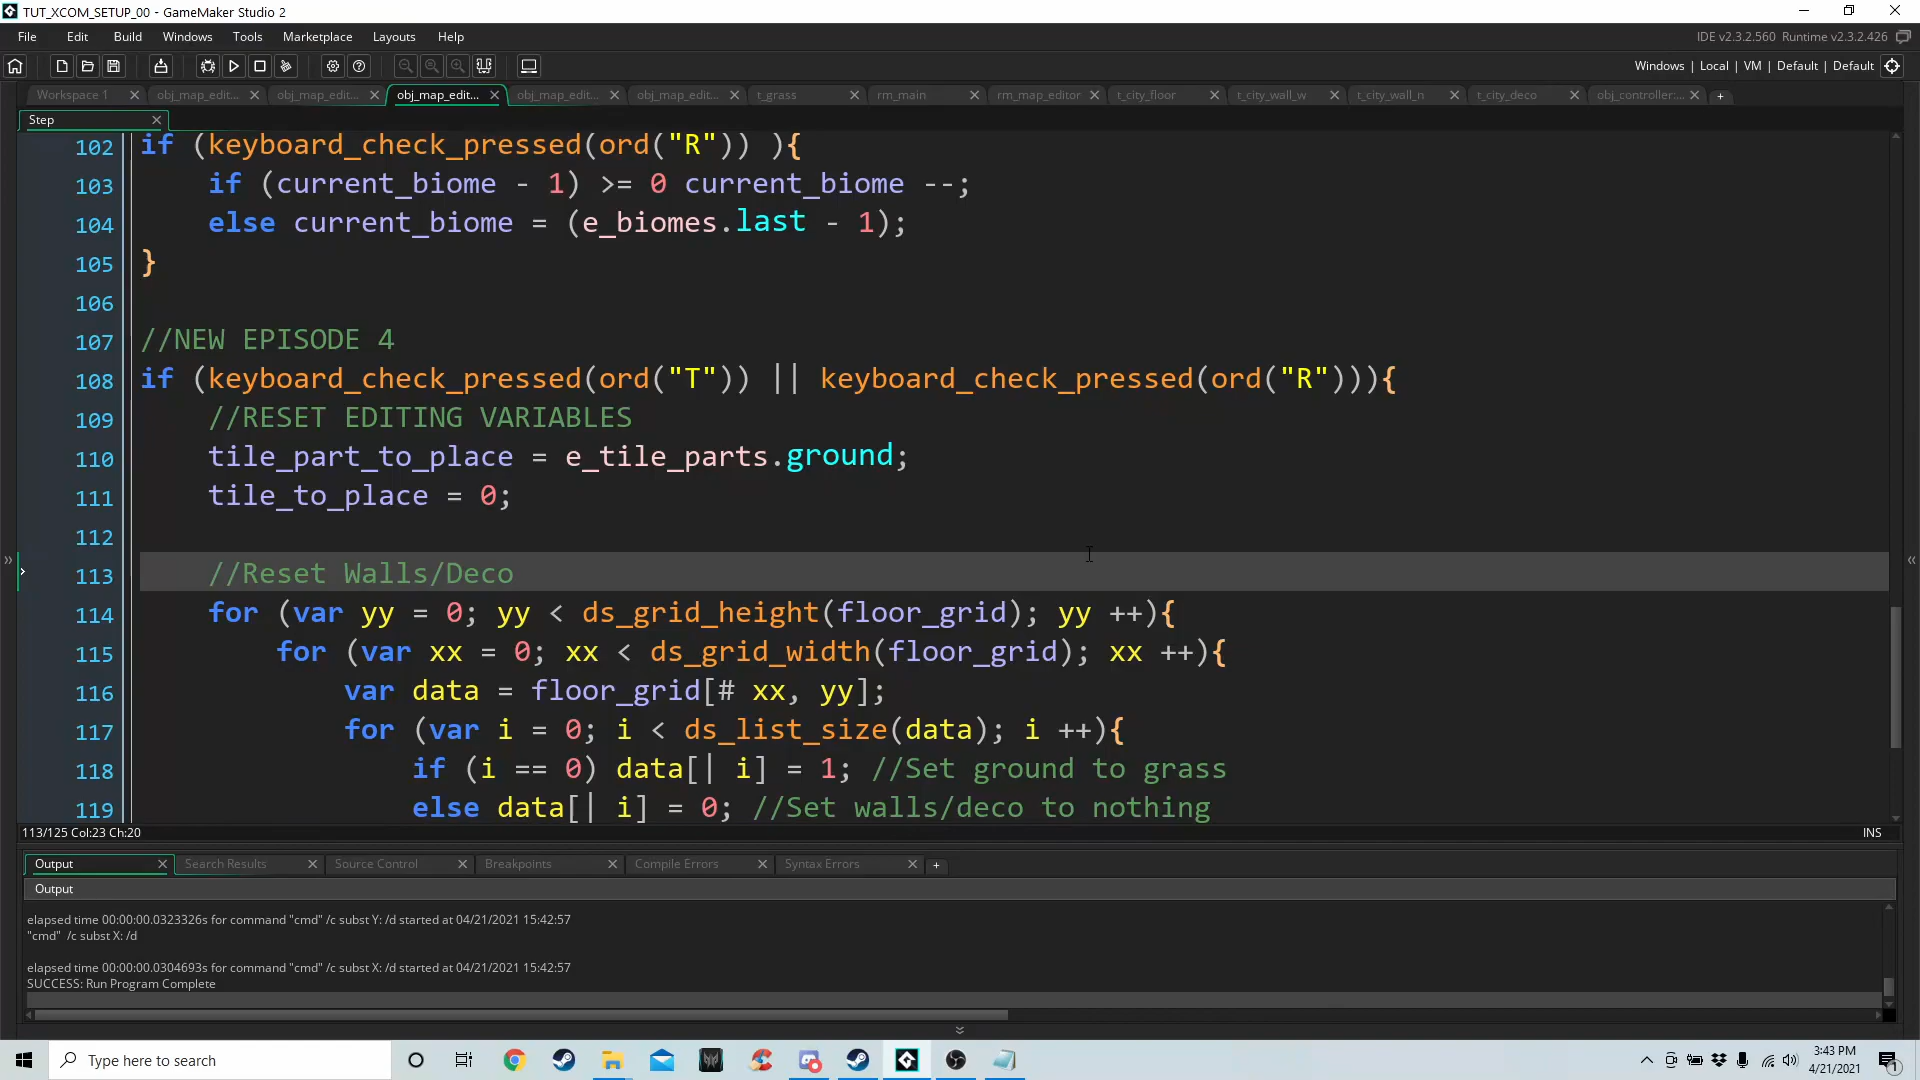 TUT_XCOM_SETUP_00 - GameMaker Studio 2
File Edit Build Windows Tools Marketplace Layouts Help
IDE v2.3.2.560 Runtime v2.3.2.426
Windows | Local | VM | Default | Default
Workspace 1 obj_map_edit... obj_map_edit... obj_map_edit... obj_map_edit... obj_map_edit... t_grass rm_main rm_map_editor t_city_floor t_city_wall_w t_city_wall_n t_city_deco obj_controller:... +
Step
102 if (keyboard_check_pressed(ord("R")) ){
103 if (current_biome - 1) >= 0 current_biome --;
104 else current_biome = (e_biomes.last - 1);
105 }
106
107 //NEW EPISODE 4
108 if (keyboard_check_pressed(ord("T")) || keyboard_check_pressed(ord("R"))){
109 //RESET EDITING VARIABLES
110 tile_part_to_place = e_tile_parts.ground;
111 tile_to_place = 0;
112
113 //Reset Walls/Deco
114 for (var yy = 0; yy < ds_grid_height(floor_grid); yy ++){
115 for (var xx = 0; xx < ds_grid_width(floor_grid); xx ++){
116 var data = floor_grid[# xx, yy];
117 for (var i = 0; i < ds_list_size(data); i ++){
118 if (i == 0) data[| i] = 1; //Set ground to grass
119 else data[| i] = 0; //Set walls/deco to nothing
113/125 Col:23 Ch:20 INS
Output Search Results Source Control Breakpoints Compile Errors Syntax Errors +
Output
elapsed time 00:00:00.0323326s for command "cmd" /c subst Y: /d started at 04/21/2021 15:42:57
"cmd" /c subst X: /d
elapsed time 00:00:00.0304693s for command "cmd" /c subst X: /d started at 04/21/2021 15:42:57
SUCCESS: Run Program Complete
Type here to search
3:43 PM
4/21/2021
1